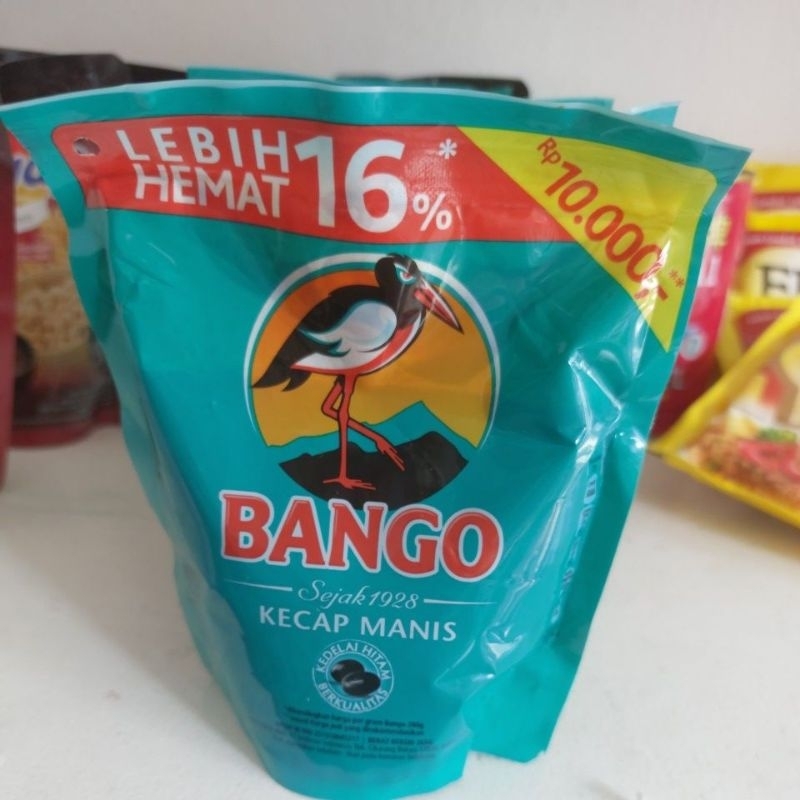 LEBIH
HEMAT
16%*
Rp
10.000,-**
BANGO
Sejak 1928
KECAP MANIS
KEDELAI HITAM
BERKUALITAS